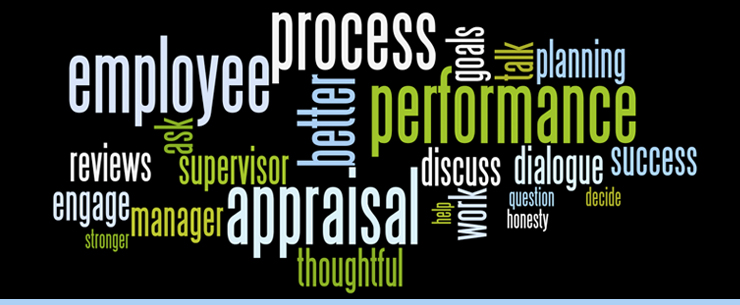 process
goals
talk
planning
employee
better
performance
ask
reviews
supervisor
discuss
dialogue
success
engage
manager
appraisal
help
work
question
decide
honesty
stronger
thoughtful